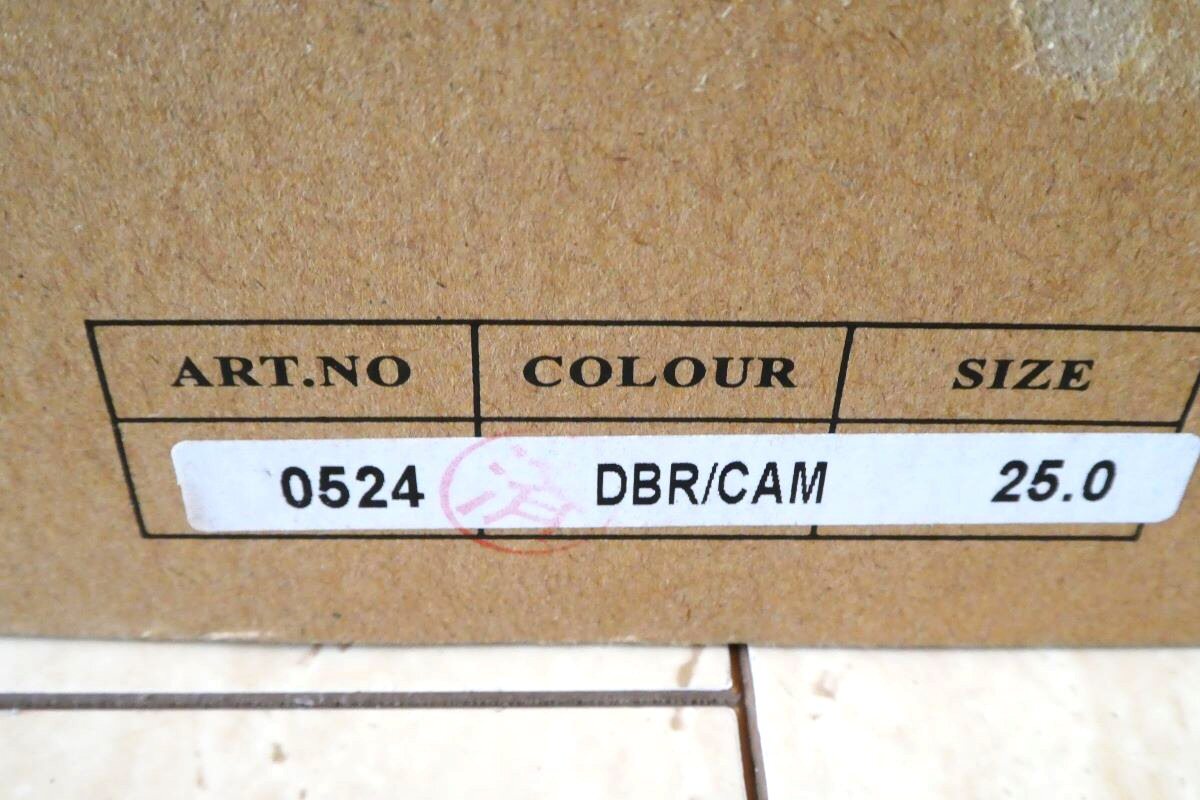 ART.NO COLOUR SIZE
0524 DBR/CAM 25.0